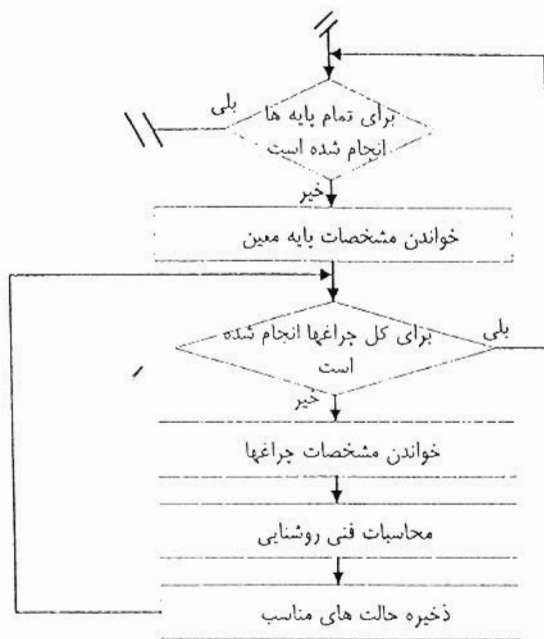 برای تمام پایه ها
انجام شده است
بلی
خیر
خواندن مشخصات پایه معین
برای کل چراغها انجام شده
است
بلی
خیر
خواندن مشخصات چراغها
محاسبات فنی روشنایی
ذخیره حالت های مناسب